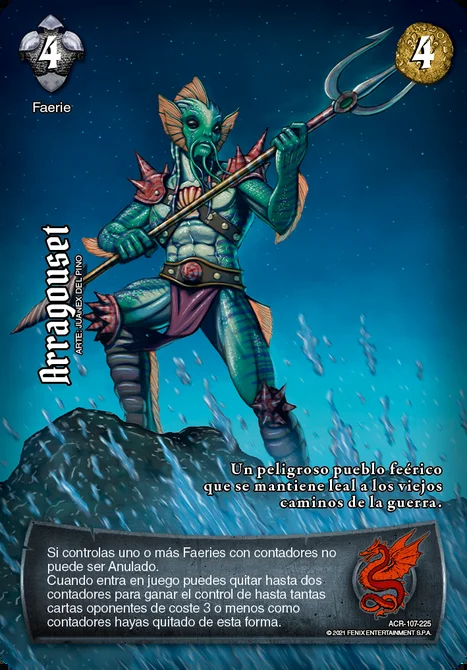 4
4
Faerie
Arragouset
ARTE: JUANEX DEL PINO
Un peligroso pueblo feérico
que se mantiene leal a los viejos
caminos de la guerra.
Si controlas uno o más Faeries con contadores no
puede ser Anulado.
Cuando entra en juego puedes quitar hasta dos
contadores para ganar el control de hasta tantas
cartas oponentes de coste 3 o menos como
contadores hayas quitado de esta forma.
ACR-107-225
© 2021 FENIX ENTERTAINMENT S.P.A.